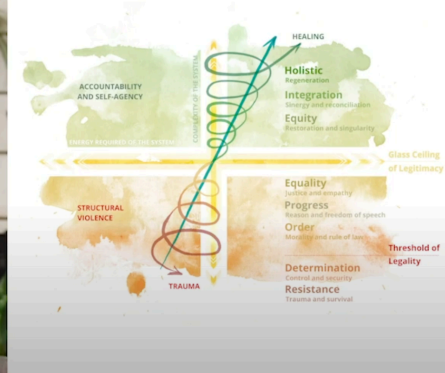 HEALING
ACCOUNTABILITY
AND SELF-AGENCY
COMPLEXITY OF THE SYSTEM
Holistic
Regeneration
Integration
Sinergy and reconciliation
Equity
Restoration and singularity
ENERGY REQUIRED OF THE SYSTEM
Glass Ceiling
of Legitimacy
Equality
Justice and empathy
Progress
Reason and freedom of speech
STRUCTURAL
VIOLENCE
Order
Morality and rule of law
Threshold of
Legality
Determination
Control and security
TRAUMA
Resistance
Trauma and survival